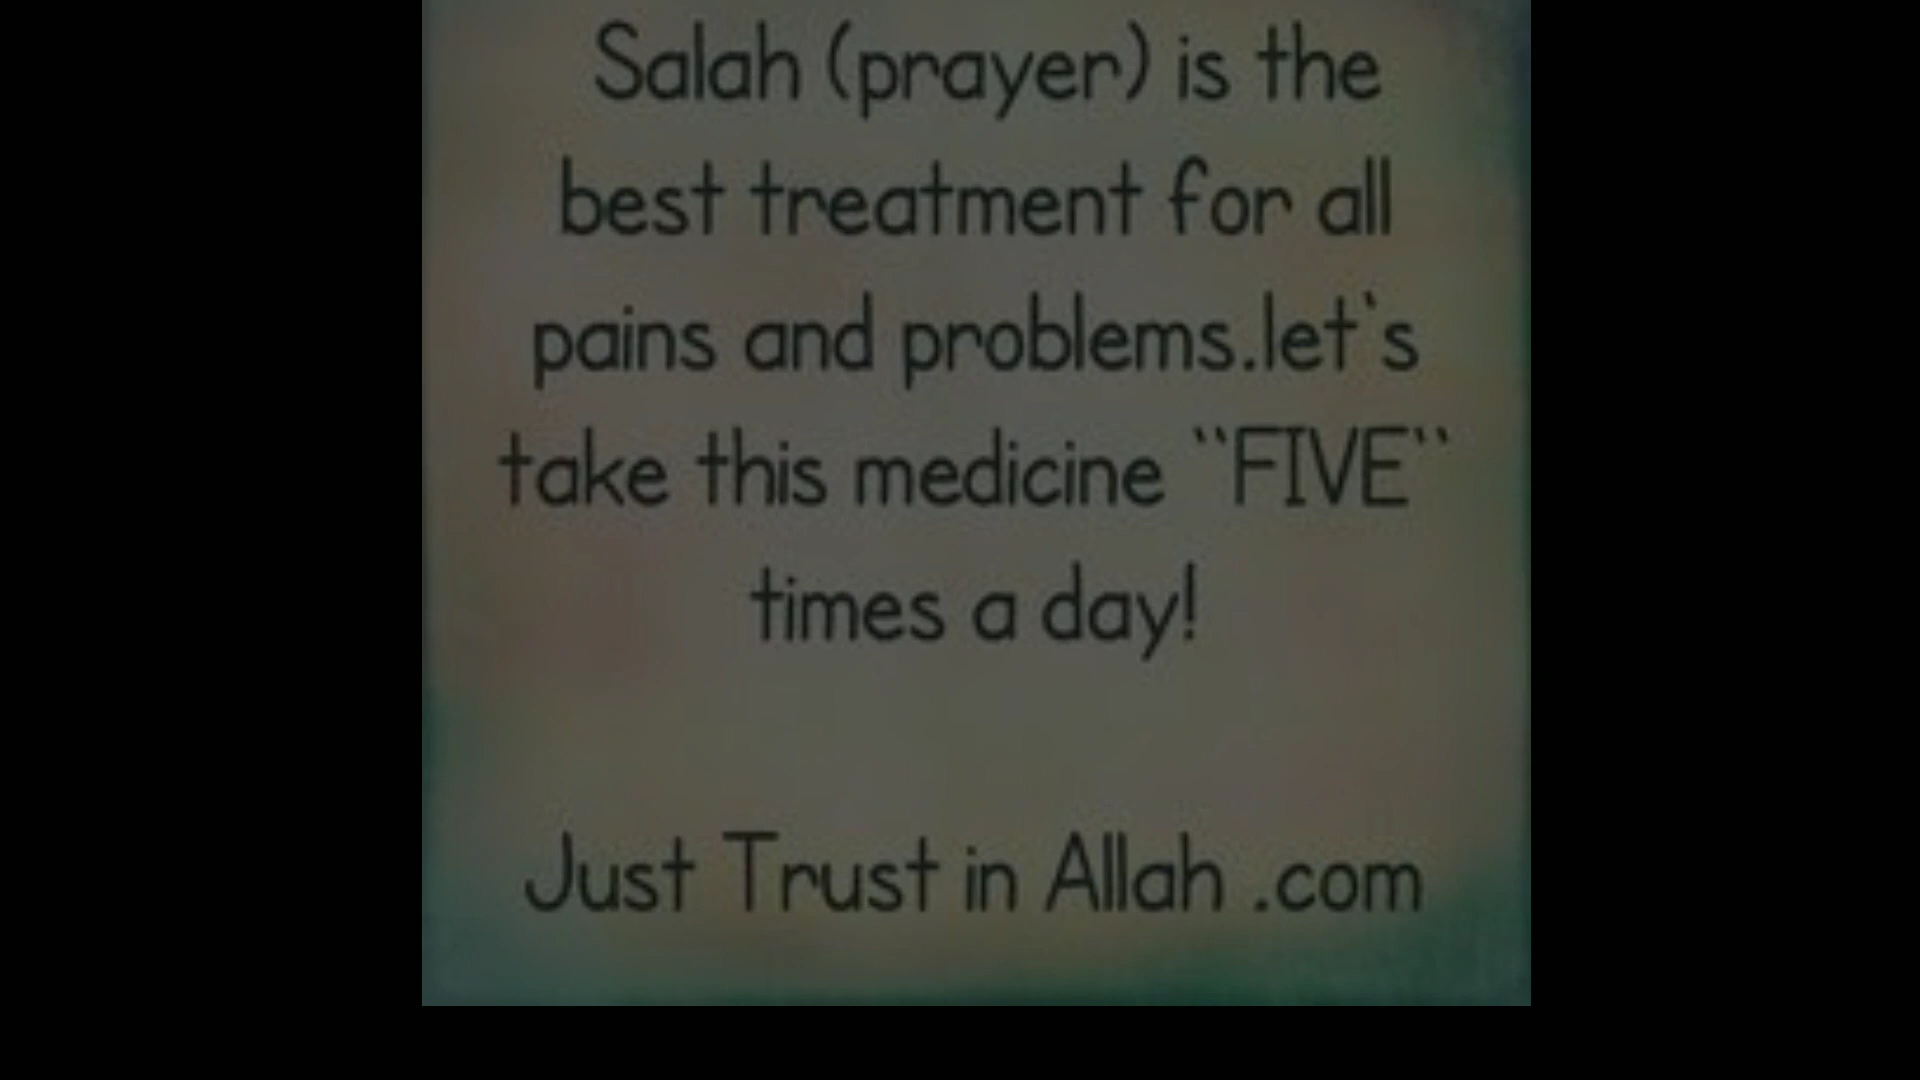 Salah (prayer) is the
best treatment for all
pains and problems.let`s
take this medicine ``FIVE``
times a day!
Just Trust in Allah .com